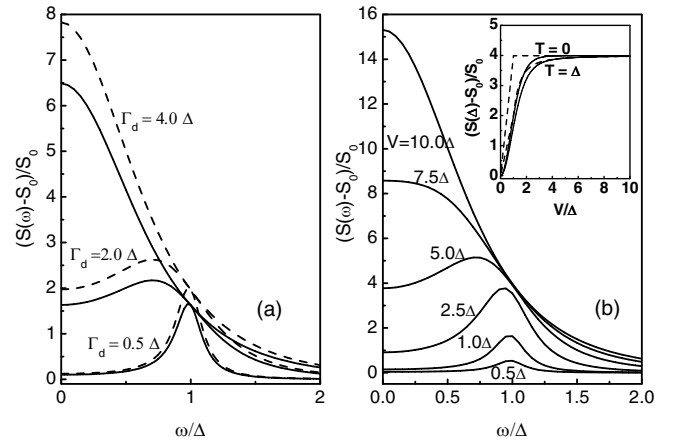 8
7
6
5
4
3
2
1
0
(S(ω)-S₀)/S₀
Γd = 4.0 Δ
Γd =2.0 Δ
Γd = 0.5 Δ
(a)
0 1 2
ω/Δ
16
14
12
10
8
6
4
2
0
(S(ω)-S₀)/S₀
V=10.0Δ
7.5Δ
5.0Δ
2.5Δ
1.0Δ
0.5Δ
(b)
0.0 0.5 1.0 1.5 2.0
ω/Δ
5
4
3
2
1
0
(S(Δ)-S₀)/S₀
T = 0
T = Δ
0 2 4 6 8 10
V/Δ